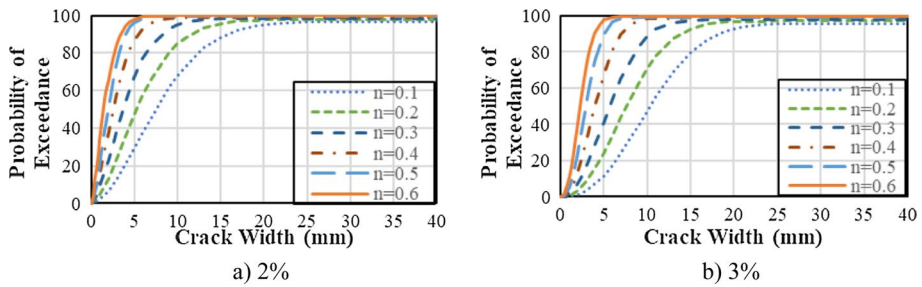 Probability of
Exceedance
100
80
60
40
20
0
0 5 10 15 20 25 30 35 40
Crack Width (mm)
n=0.1
n=0.2
n=0.3
n=0.4
n=0.5
n=0.6
a) 2%
Probability of
Exceedance
100
80
60
40
20
0
0 5 10 15 20 25 30 35 40
Crack Width (mm)
n=0.1
n=0.2
n=0.3
n=0.4
n=0.5
n=0.6
b) 3%